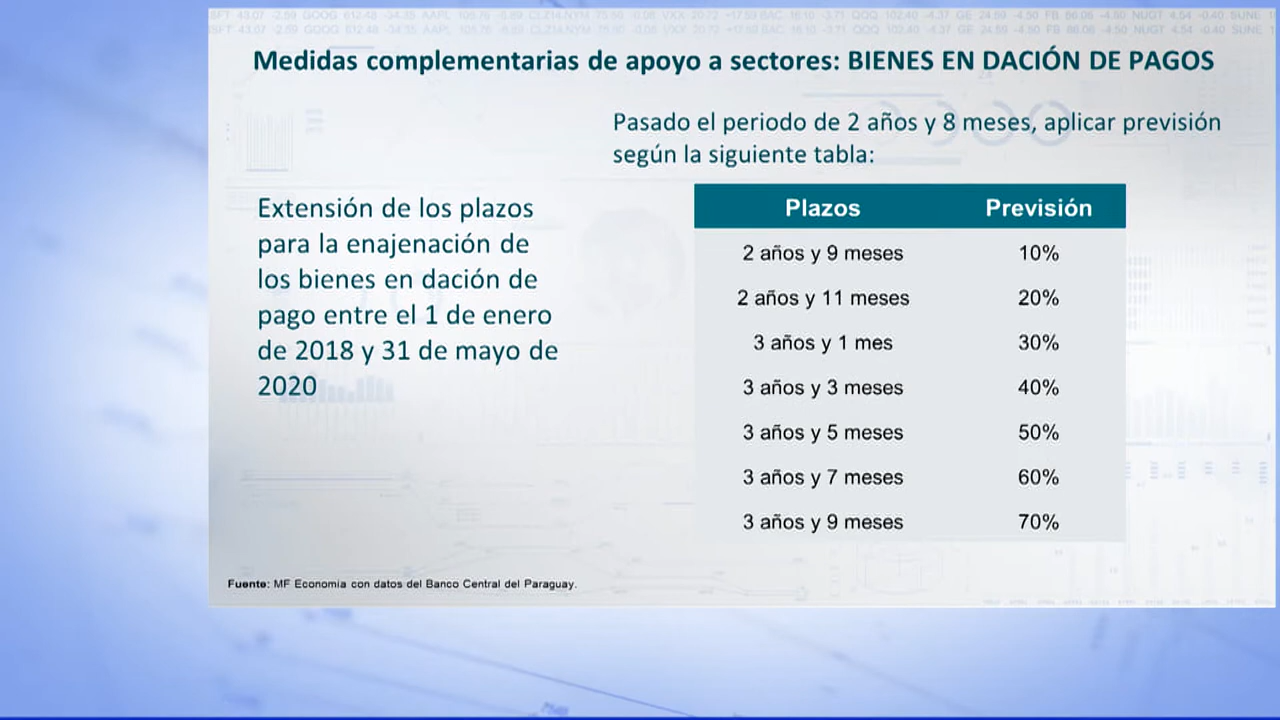 Medidas complementarias de apoyo a sectores: BIENES EN DACIÓN DE PAGOS
Pasado el periodo de 2 años y 8 meses, aplicar previsión
según la siguiente tabla:
Extensión de los plazos
para la enajenación de
los bienes en dación de
pago entre el 1 de enero
de 2018 y 31 de mayo de
2020
Plazos Previsión
2 años y 9 meses 10%
2 años y 11 meses 20%
3 años y 1 mes 30%
3 años y 3 meses 40%
3 años y 5 meses 50%
3 años y 7 meses 60%
3 años y 9 meses 70%
Fuente: MF Economia con datos del Banco Central del Paraguay.